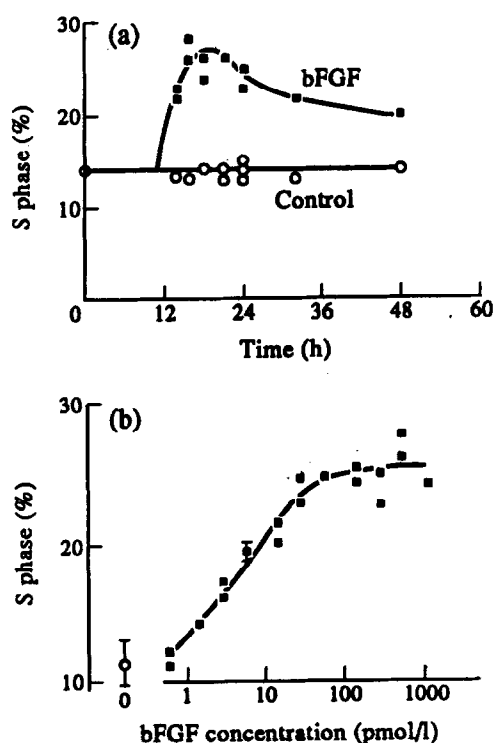 (a)
30
20
10
S phase (%)
bFGF
Control
0 12 24 36 48 60
Time (h)
(b)
30
20
10
S phase (%)
0 1 10 100 1000
bFGF concentration (pmol/l)